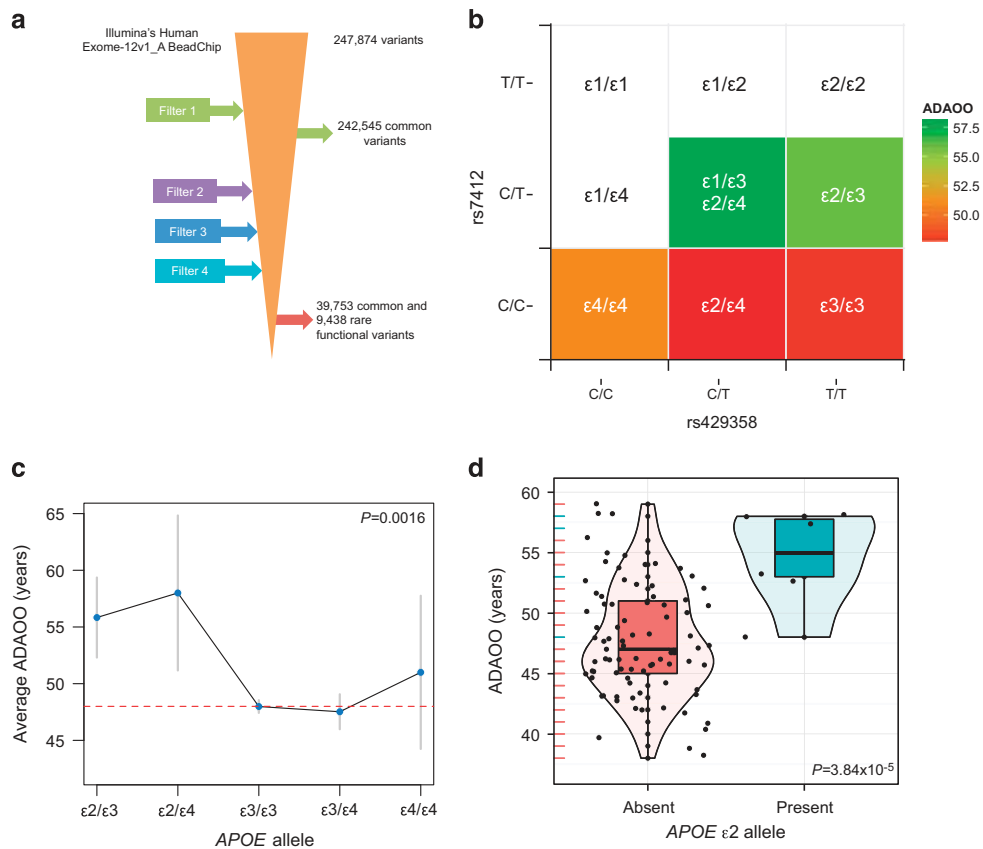 a
Illumina's Human
Exome-12v1_A BeadChip
247,874 variants
Filter 1
242,545 common
variants
Filter 2
Filter 3
Filter 4
39,753 common and
9,438 rare
functional variants
b
rs7412
T/T
C/T
C/C
ε1/ε1
ε1/ε2
ε2/ε2
ε1/ε4
ε1/ε3
ε2/ε4
ε2/ε3
ε4/ε4
ε2/ε4
ε3/ε3
C/C
C/T
T/T
rs429358
ADAOO
57.5
55.0
52.5
50.0
c
P=0.0016
Average ADAOO (years)
65
60
55
50
45
ε2/ε3
ε2/ε4
ε3/ε3
ε3/ε4
ε4/ε4
APOE allele
d
ADAOO (years)
60
55
50
45
40
P=3.84x10-5
Absent
Present
APOE ε2 allele